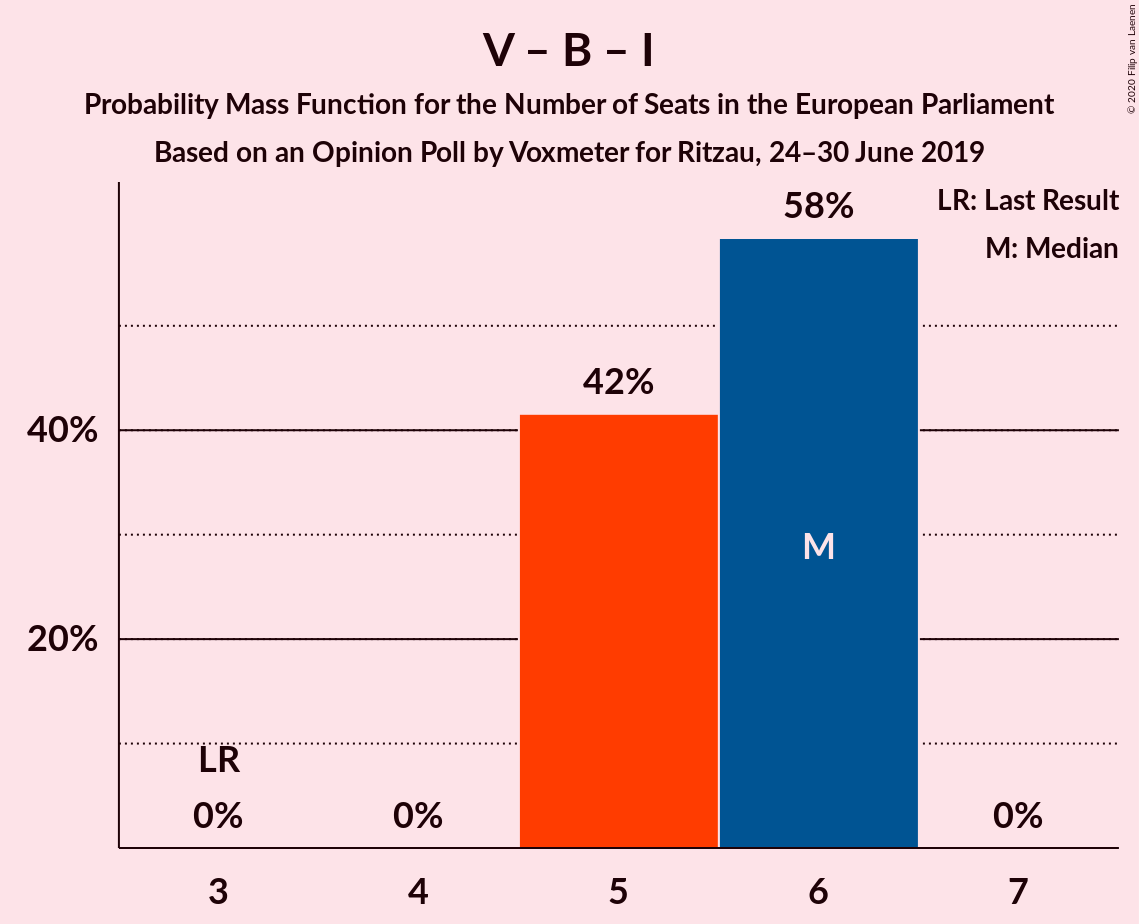 V – B – I
Probability Mass Function for the Number of Seats in the European Parliament
Based on an Opinion Poll by Voxmeter for Ritzau, 24–30 June 2019
© 2020 Filip van Laenen
LR: Last Result
M: Median
58%
42%
40%
M
20%
LR
0%
0%
0%
3
4
5
6
7